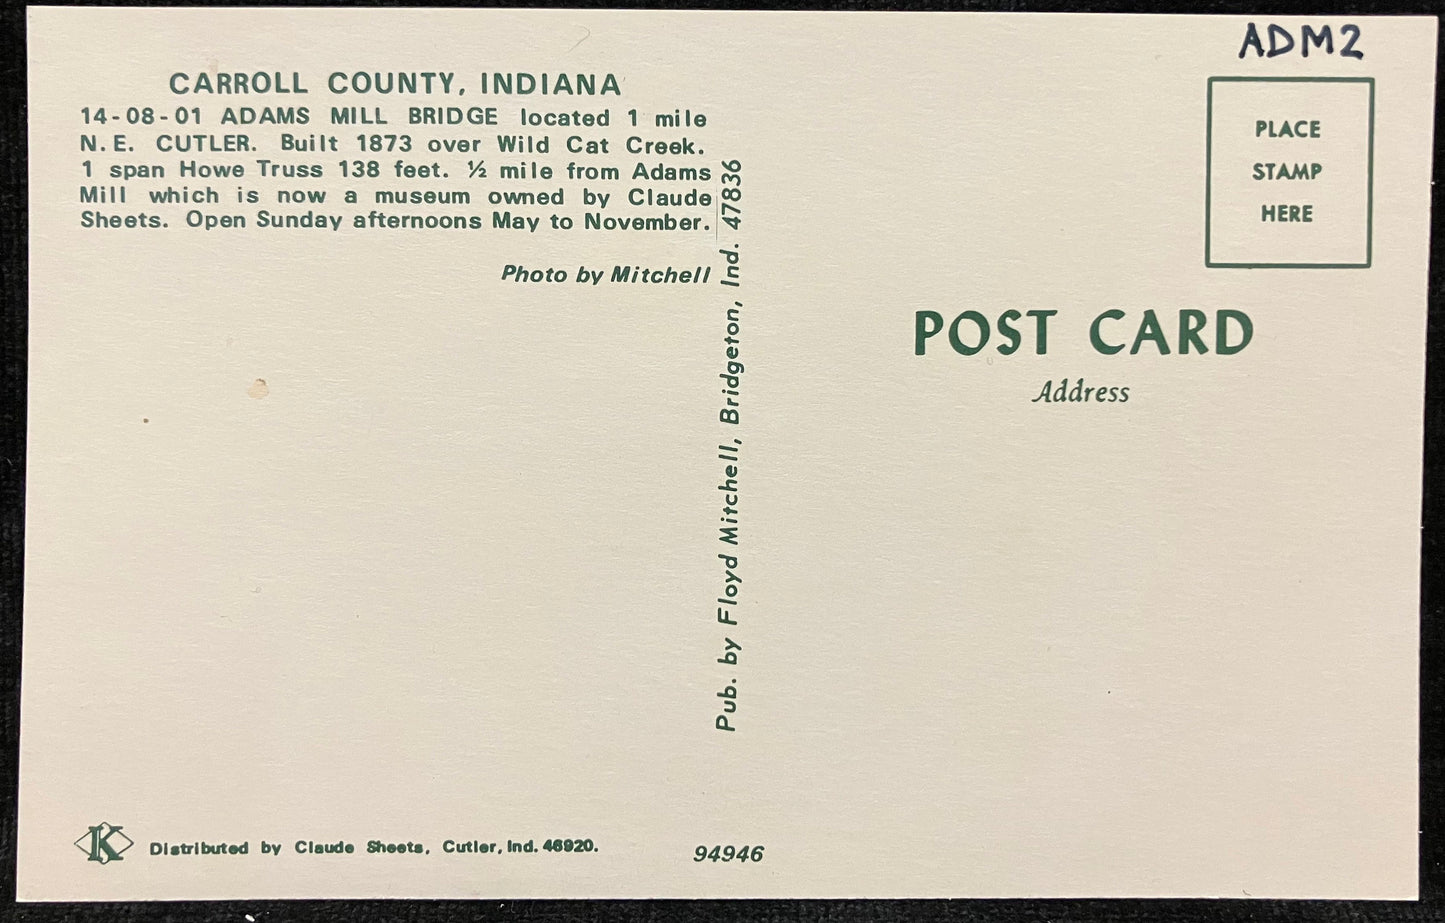 ADM2
CARROLL COUNTY, INDIANA
14-08-01 ADAMS MILL BRIDGE located 1 mile
N.E. CUTLER. Built 1873 over Wild Cat Creek.
1 span Howe Truss 138 feet. ½ mile from Adams
Mill which is now a museum owned by Claude
Sheets. Open Sunday afternoons May to November.
Photo by Mitchell
Pub. by Floyd Mitchell, Bridgeton, Ind. 47836
PLACE
STAMP
HERE
POST CARD
Address
K
Distributed by Claude Sheets, Cutler, Ind. 46920.
94946